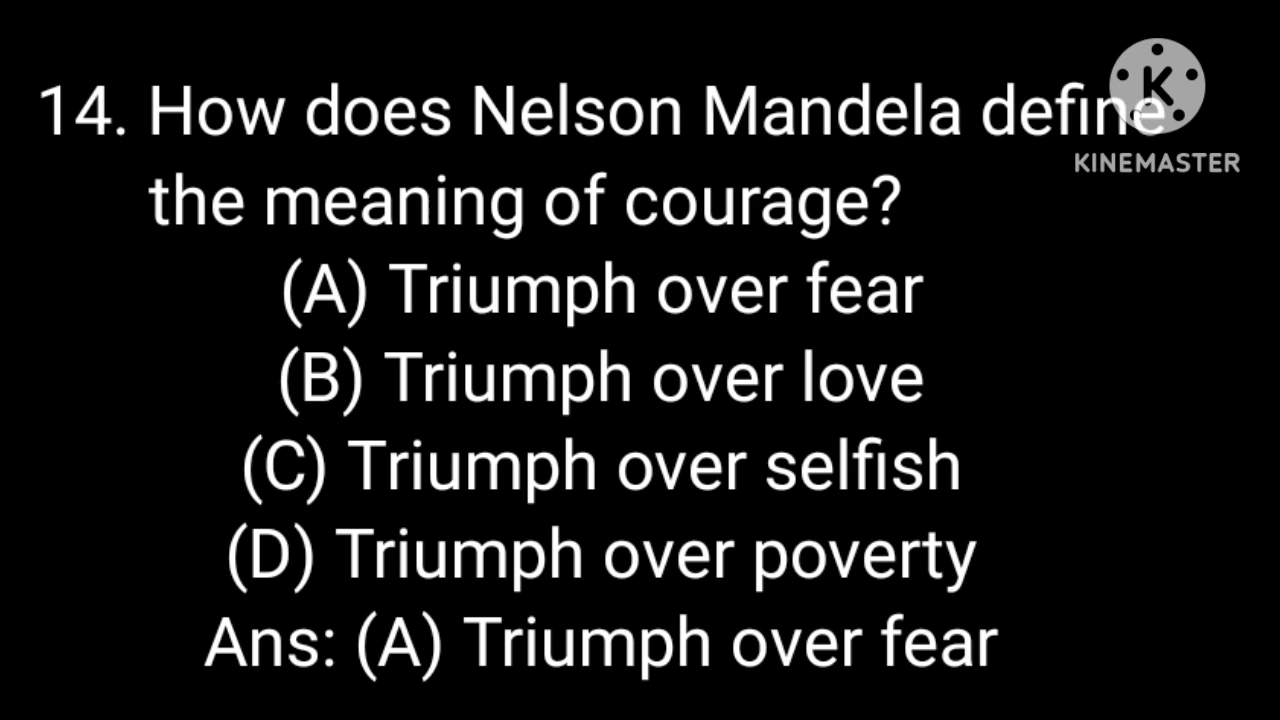 14. How does Nelson Mandela define
KINEMASTER
the meaning of courage?
(A) Triumph over fear
(B) Triumph over love
(C) Triumph over selfish
(D) Triumph over poverty
Ans: (A) Triumph over fear